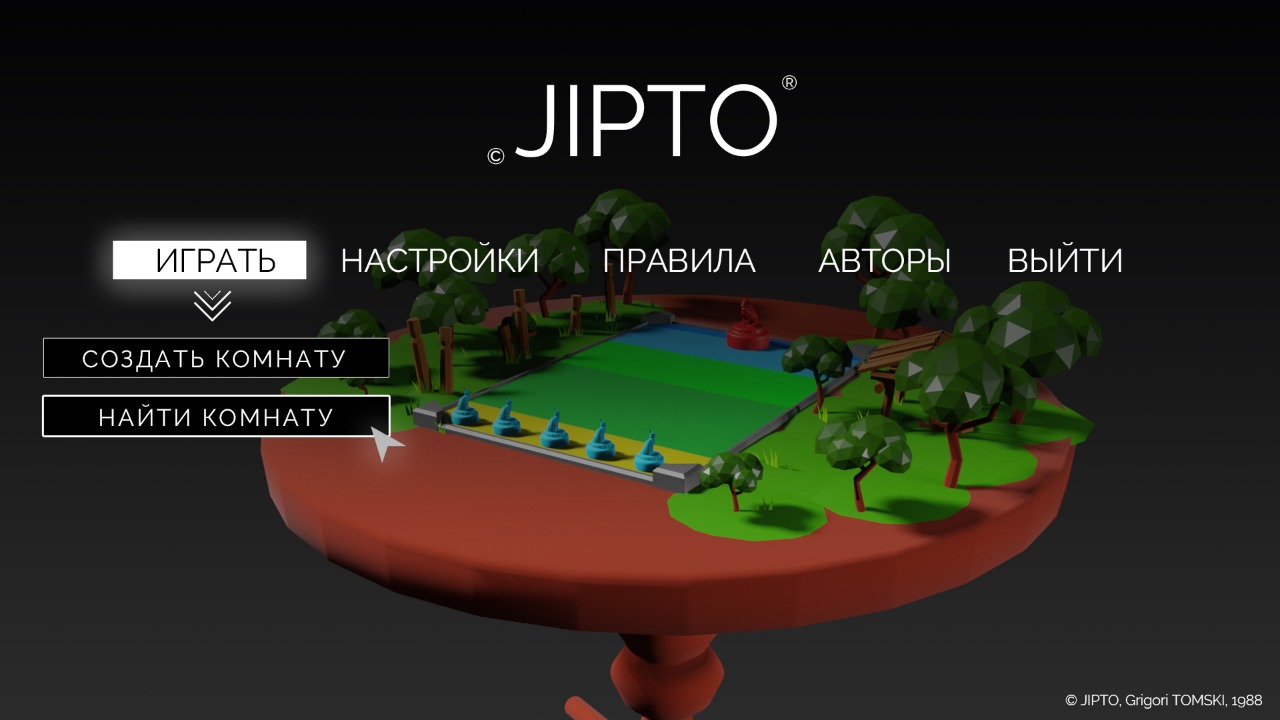 © JIPTO ®
ИГРАТЬ НАСТРОЙКИ ПРАВИЛА АВТОРЫ ВЫЙТИ
СОЗДАТЬ КОМНАТУ
НАЙТИ КОМНАТУ
© JIPTO, Grigori TOMSKI, 1988